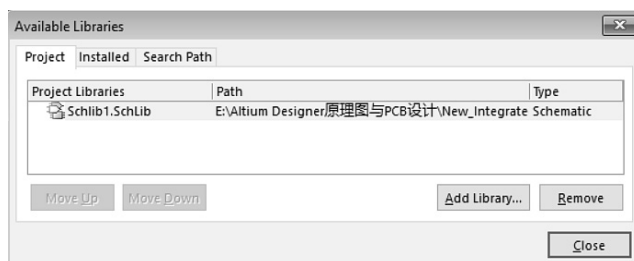 Available Libraries
Project Installed Search Path
Project Libraries Path Type
Schlib1.SchLib E:\Altium Designer原理图与PCB设计\New_Integrate Schematic
Move Up Move Down Add Library... Remove
Close